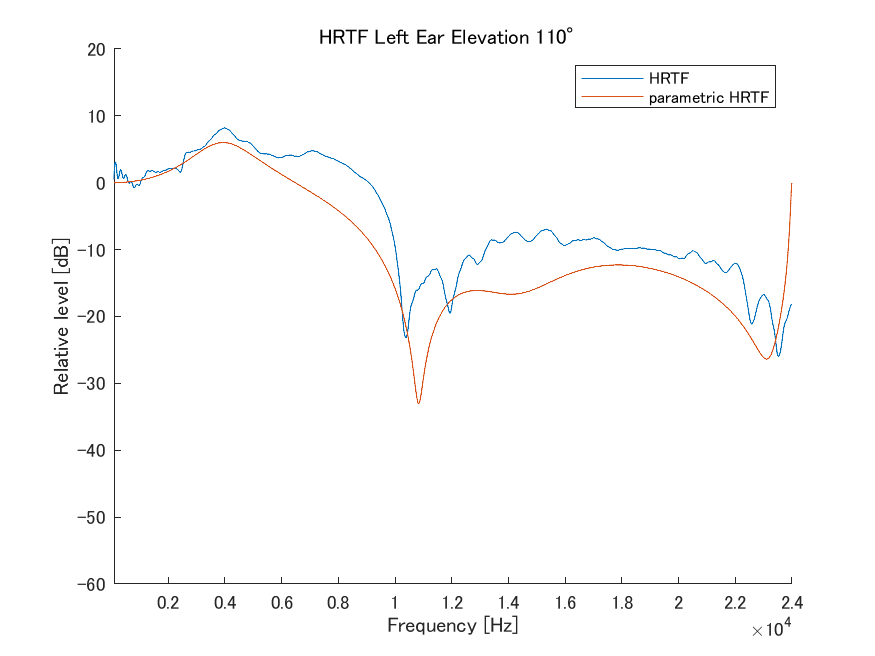 HRTF Left Ear Elevation 110°
HRTF
parametric HRTF
Relative level [dB]
20
10
0
−10
−20
−30
−40
−50
−60
0.2 0.4 0.6 0.8 1 1.2 1.4 1.6 1.8 2 2.2 2.4
×10⁴
Frequency [Hz]